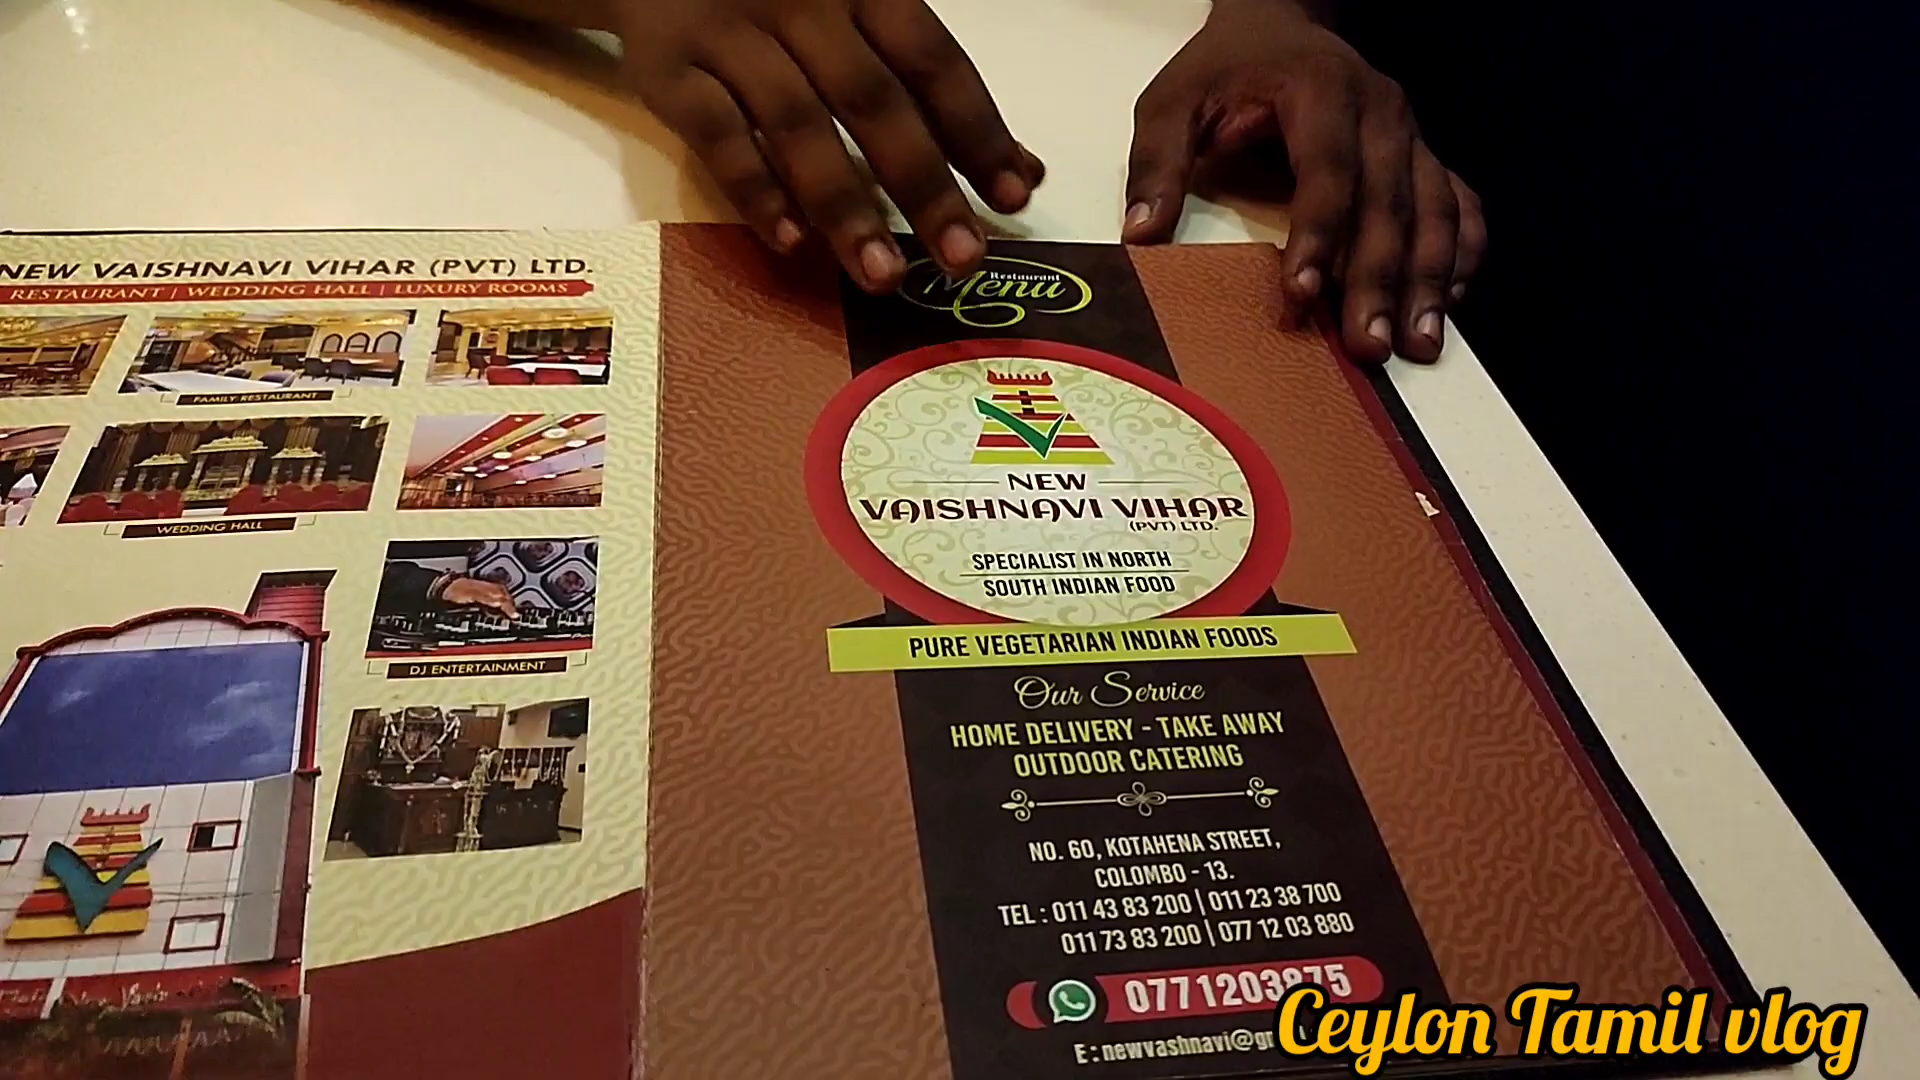 NEW VAISHNAVI VIHAR (PVT) LTD.
RESTAURANT | WEDDING HALL | LUXURY ROOMS
FAMILY RESTAURANT
WEDDING HALL
DJ ENTERTAINMENT
Restaurant
Menu
NEW
VAISHNAVI VIHAR
(PVT) LTD.
SPECIALIST IN NORTH
SOUTH INDIAN FOOD
PURE VEGETARIAN INDIAN FOODS
Our Service
HOME DELIVERY - TAKE AWAY
OUTDOOR CATERING
NO. 60, KOTAHENA STREET,
COLOMBO - 13.
TEL : 011 43 83 200 | 011 23 38 700
011 73 83 200 | 077 12 03 880
0771203875
E : newvashnavi@
Ceylon Tamil vlog